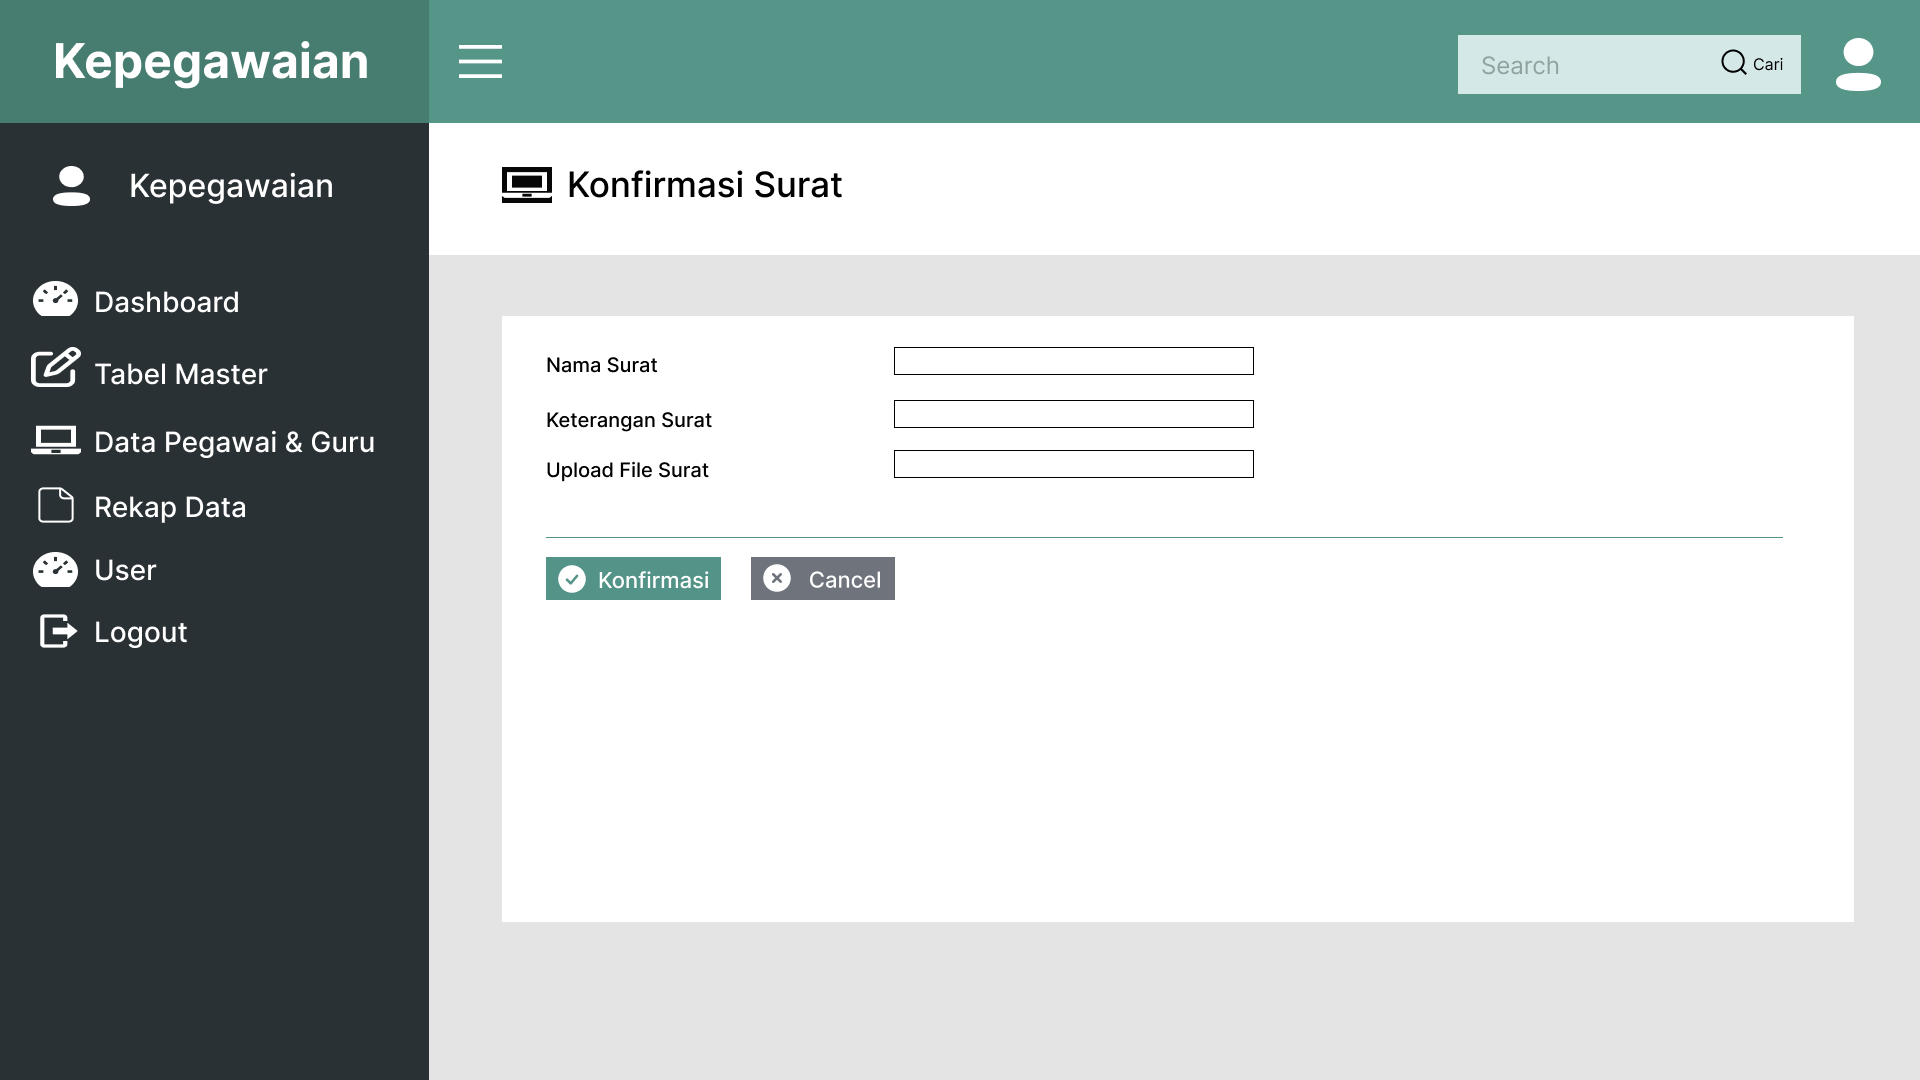 Kepegawaian
Search
Cari
Kepegawaian
Konfirmasi Surat
Dashboard
Tabel Master
Data Pegawai & Guru
Rekap Data
User
Logout
Nama Surat
Keterangan Surat
Upload File Surat
Konfirmasi
Cancel